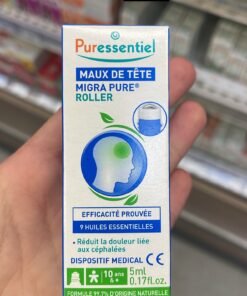 Puressentiel
MAUX DE TÊTE
MIGRA PURE®
ROLLER
EFFICACITÉ PROUVÉE
9 HUILES ESSENTIELLES
• Réduit la douleur liée
aux céphalées
DISPOSITIF MEDICAL CE
10 ans & +
5ml
0.17fl.oz.
FORMULE 99,7% D'ORIGINE NATURELLE